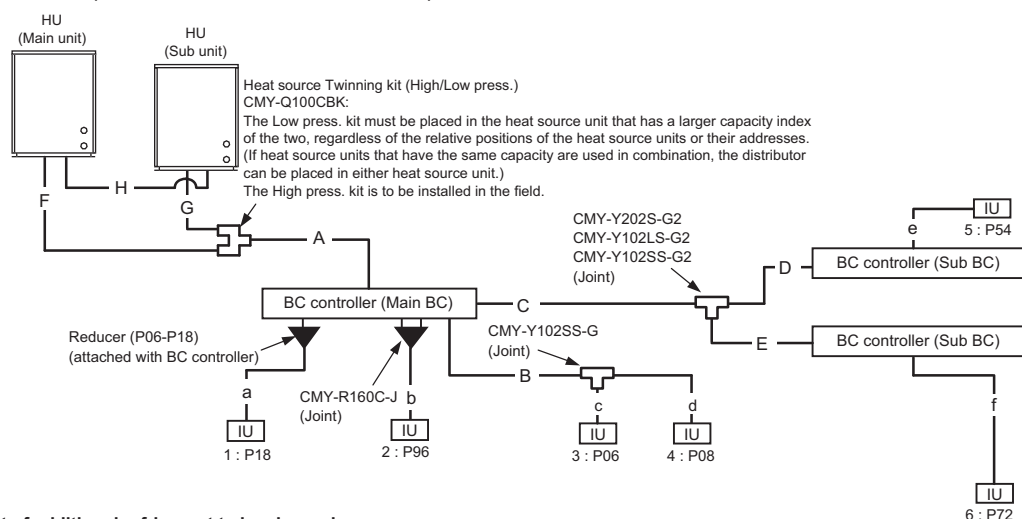 HU
(Main unit)
HU
(Sub unit)
Heat source Twinning kit (High/Low press.)
CMY-Q100CBK:
The Low press. kit must be placed in the heat source unit that has a larger capacity index
of the two, regardless of the relative positions of the heat source units or their addresses.
(If heat source units that have the same capacity are used in combination, the distributor
can be placed in either heat source unit.)
The High press. kit is to be installed in the field.
F
H
G
A
CMY-Y202S-G2
CMY-Y102LS-G2
CMY-Y102SS-G2
(Joint)
IU
5 : P54
e
D
BC controller (Sub BC)
BC controller (Main BC)
C
Reducer (P06-P18)
(attached with BC controller)
CMY-Y102SS-G
(Joint)
E
BC controller (Sub BC)
B
a
CMY-R160C-J
(Joint)
b
c
d
f
IU
1 : P18
IU
2 : P96
IU
3 : P06
IU
4 : P08
IU
6 : P72